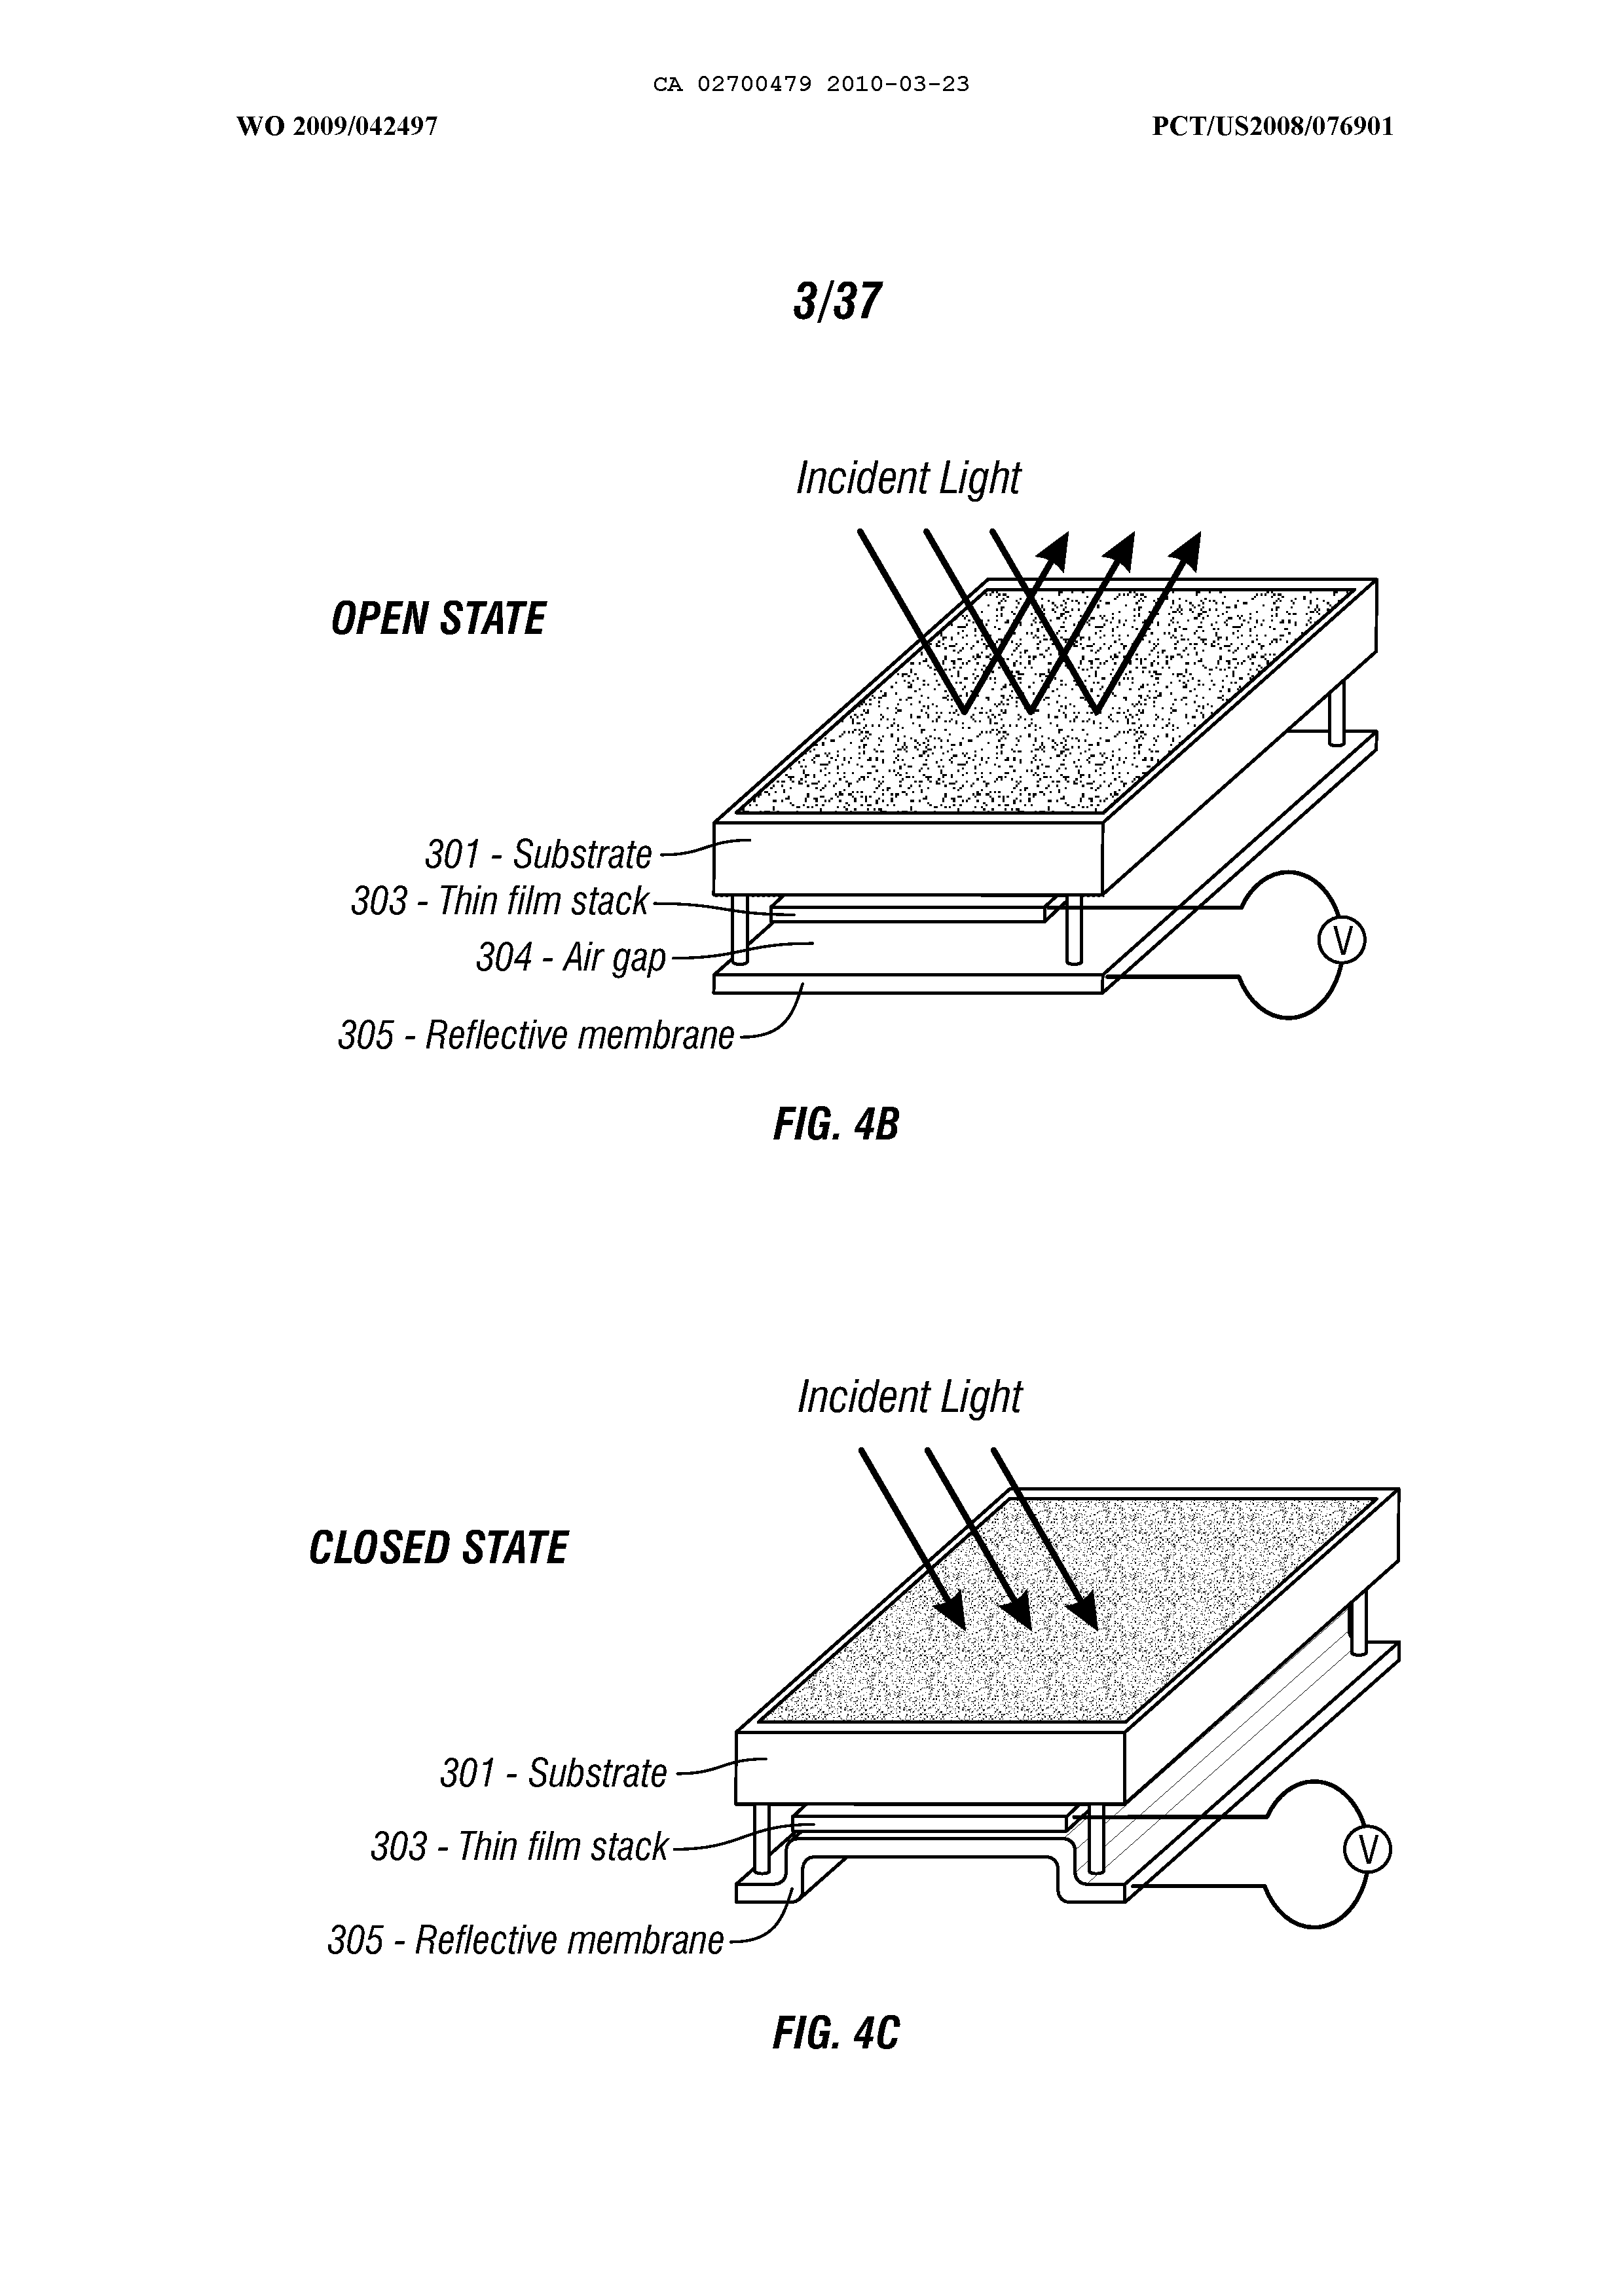 CA 02700479 2010-03-23
WO 2009/042497 PCT/US2008/076901
3/37
Incident Light
OPEN STATE
301 - Substrate
303 - Thin film stack
304 - Air gap
V
305 - Reflective membrane
FIG. 4B
Incident Light
CLOSED STATE
301 - Substrate
303 - Thin film stack
V
305 - Reflective membrane
FIG. 4C